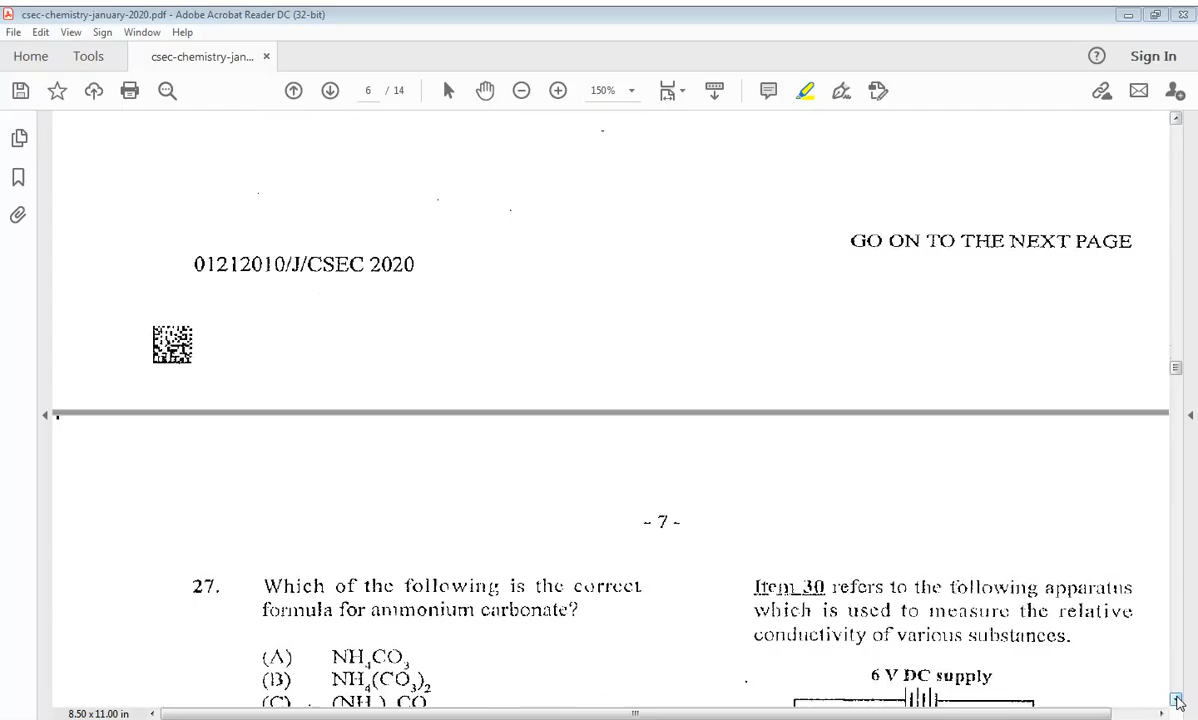 csec-chemistry-january-2020.pdf - Adobe Acrobat Reader DC (32-bit)
File Edit View Sign Window Help
Home Tools csec-chemistry-jan... ×
Sign In
6 / 14
150%
GO ON TO THE NEXT PAGE
01212010/J/CSEC 2020
- 7 -
27. Which of the following is the correct
formula for ammonium carbonate?
(A) NH₄CO₃
(B) NH₄(CO₃)₂
(C) (NH₄)₂CO
Item 30 refers to the following apparatus
which is used to measure the relative
conductivity of various substances.
6 V DC supply
8.50 x 11.00 in